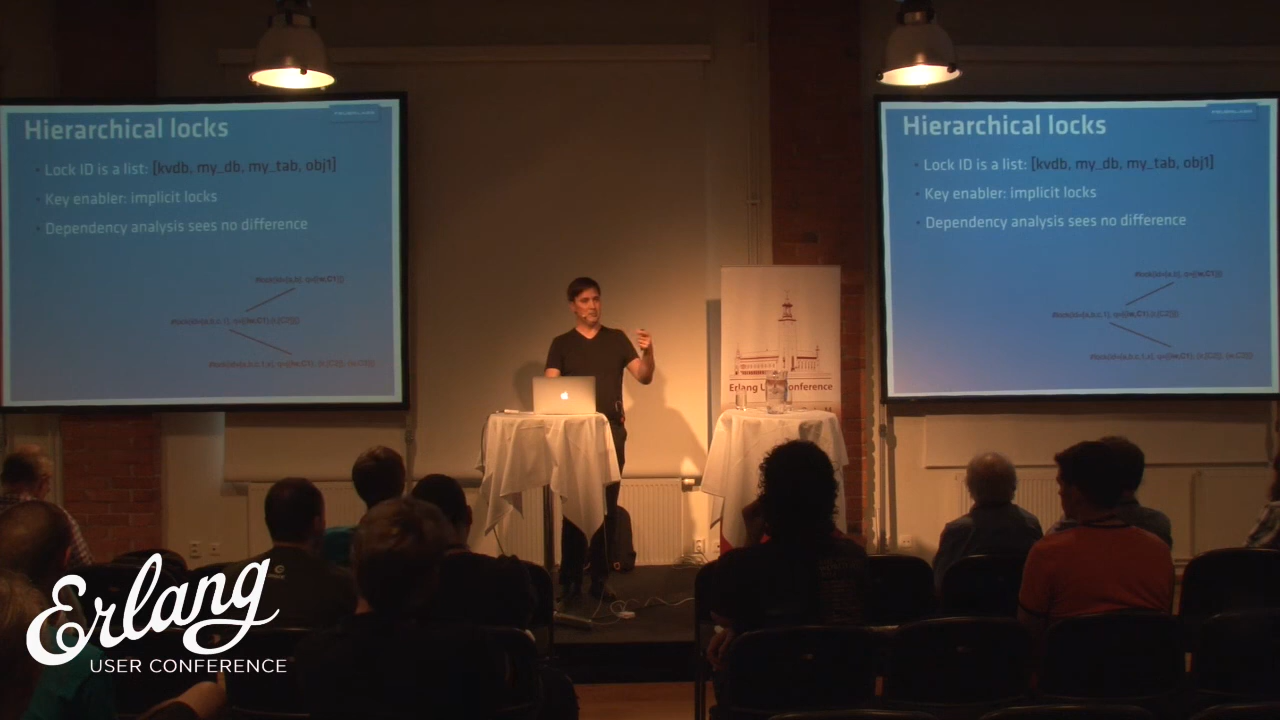 Hierarchical locks
• Lock ID is a list: [kvdb, my_db, my_tab, obj1]
• Key enabler: implicit locks
• Dependency analysis sees no difference
Hierarchical locks
• Lock ID is a list: [kvdb, my_db, my_tab, obj1]
• Key enabler: implicit locks
• Dependency analysis sees no difference
Erlang Conference
Erlang
USER CONFERENCE